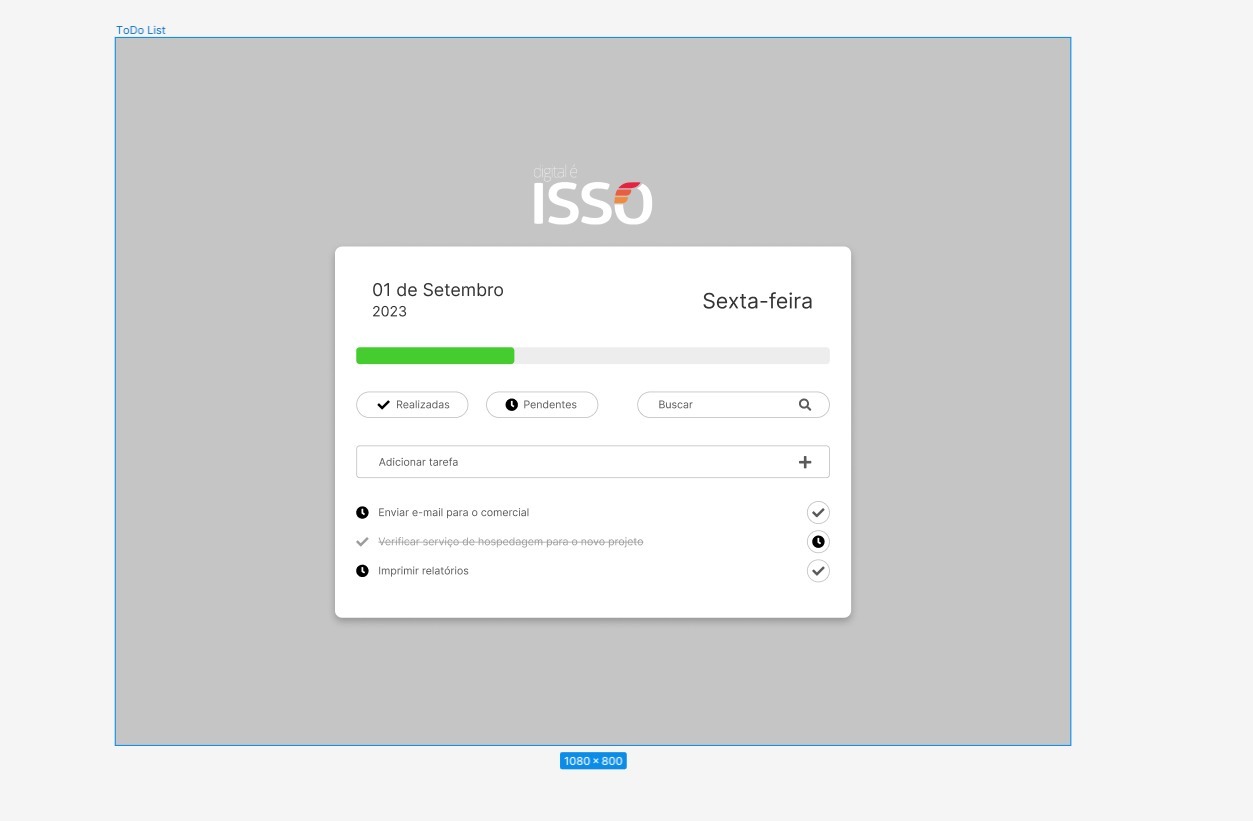 ToDo List
digital é
ISSO
01 de Setembro
2023
Sexta-feira
Realizadas
Pendentes
Buscar
Adicionar tarefa
Enviar e-mail para o comercial
Verificar serviço de hospedagem para o novo projeto
Imprimir relatórios
1080 × 800